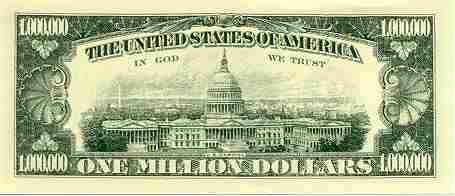 1,000,000 1,000,000
THE UNITED STATES OF AMERICA
IN GOD WE TRUST
1,000,000 1,000,000
ONE MILLION DOLLARS